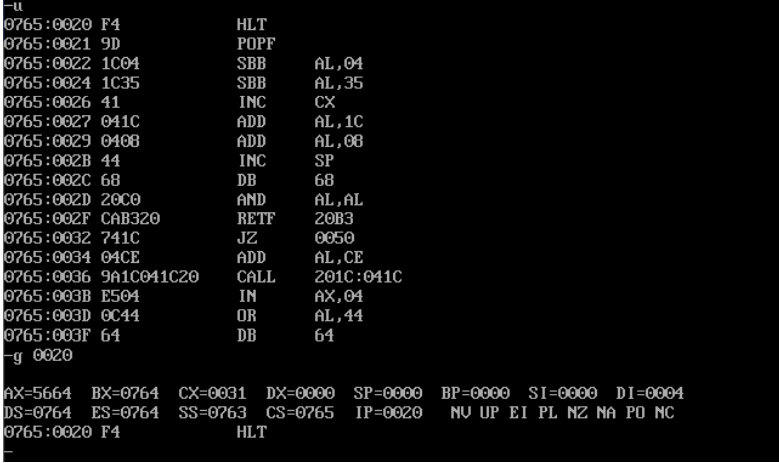 -u
0765:0020 F4 HLT
0765:0021 9D POPF
0765:0022 1C04 SBB AL,04
0765:0024 1C35 SBB AL,35
0765:0026 41 INC CX
0765:0027 041C ADD AL,1C
0765:0029 0408 ADD AL,08
0765:002B 44 INC SP
0765:002C 68 DB 68
0765:002D 20C0 AND AL,AL
0765:002F CAB320 RETF 20B3
0765:0032 741C JZ 0050
0765:0034 04CE ADD AL,CE
0765:0036 9A1C041C20 CALL 201C:041C
0765:003B E504 IN AX,04
0765:003D 0C44 OR AL,44
0765:003F 64 DB 64
-g 0020
AX=5664 BX=0764 CX=0031 DX=0000 SP=0000 BP=0000 SI=0000 DI=0004
DS=0764 ES=0764 SS=0763 CS=0765 IP=0020 NV UP EI PL NZ NA PO NC
0765:0020 F4 HLT
-